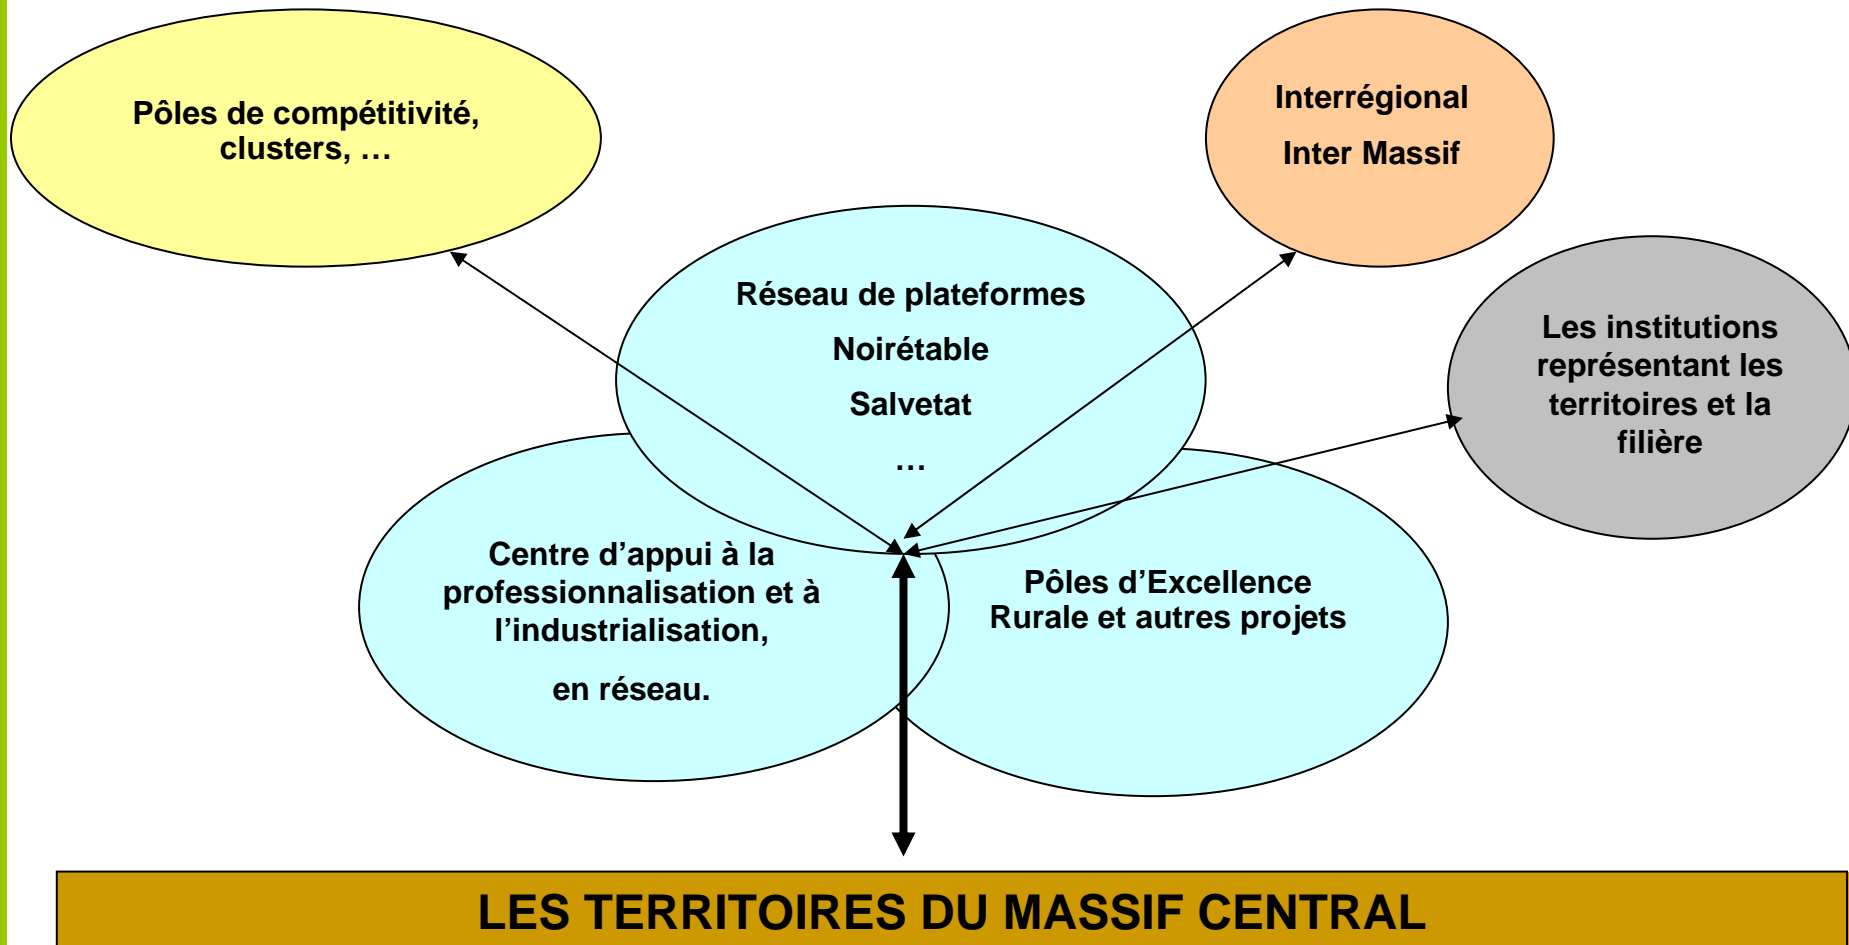 Pôles de compétitivité,
clusters, …
Interrégional
Inter Massif
Réseau de plateformes
Noirétable
Salvetat
…
Les institutions
représentant les
territoires et la
filière
Centre d’appui à la
professionnalisation et à
l’industrialisation,
en réseau.
Pôles d’Excellence
Rurale et autres projets
LES TERRITOIRES DU MASSIF CENTRAL